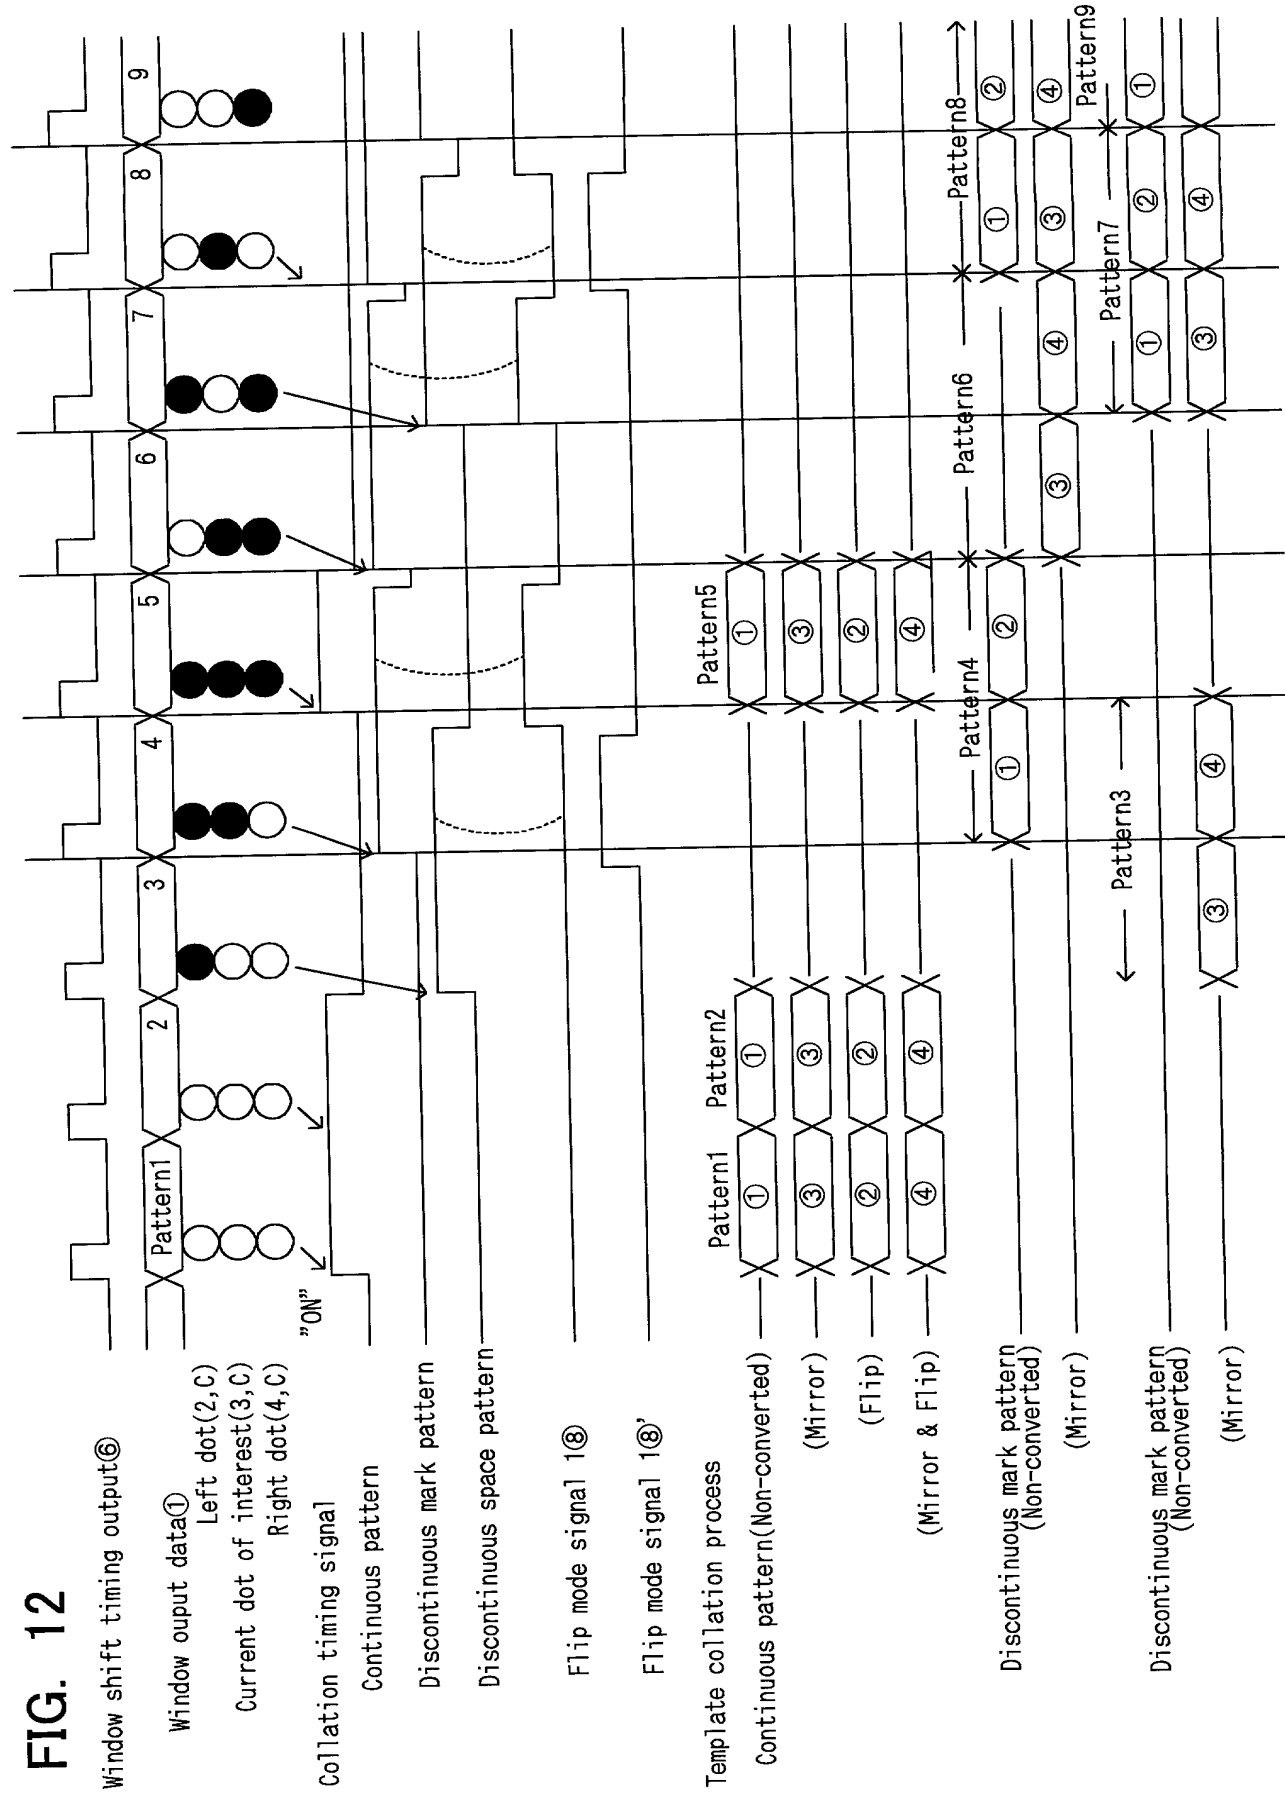 FIG. 12
Window shift timing output⑥
Window ouput data①
Pattern1 2 3 4 5 6 7 8 9
Left dot(2,C)
Current dot of interest(3,C)
Right dot(4,C)
Collation timing signal
"ON"
Continuous pattern
Discontinuous mark pattern
Discontinuous space pattern
Flip mode signal 1⑧
Flip mode signal 1⑧'
Template collation process
Pattern1 Pattern2 Pattern5
Continuous pattern(Non-converted) ① ① ①
(Mirror) ③ ③ ③
(Flip) ② ② ②
(Mirror & Flip) ④ ④ ④
Pattern4 Pattern6 Pattern8
Discontinuous mark pattern
(Non-converted) ① ② ① ②
(Mirror) ③ ④ ③ ④
Pattern3 Pattern7 Pattern9
Discontinuous mark pattern
(Non-converted) ① ② ①
(Mirror) ③ ④ ③ ④